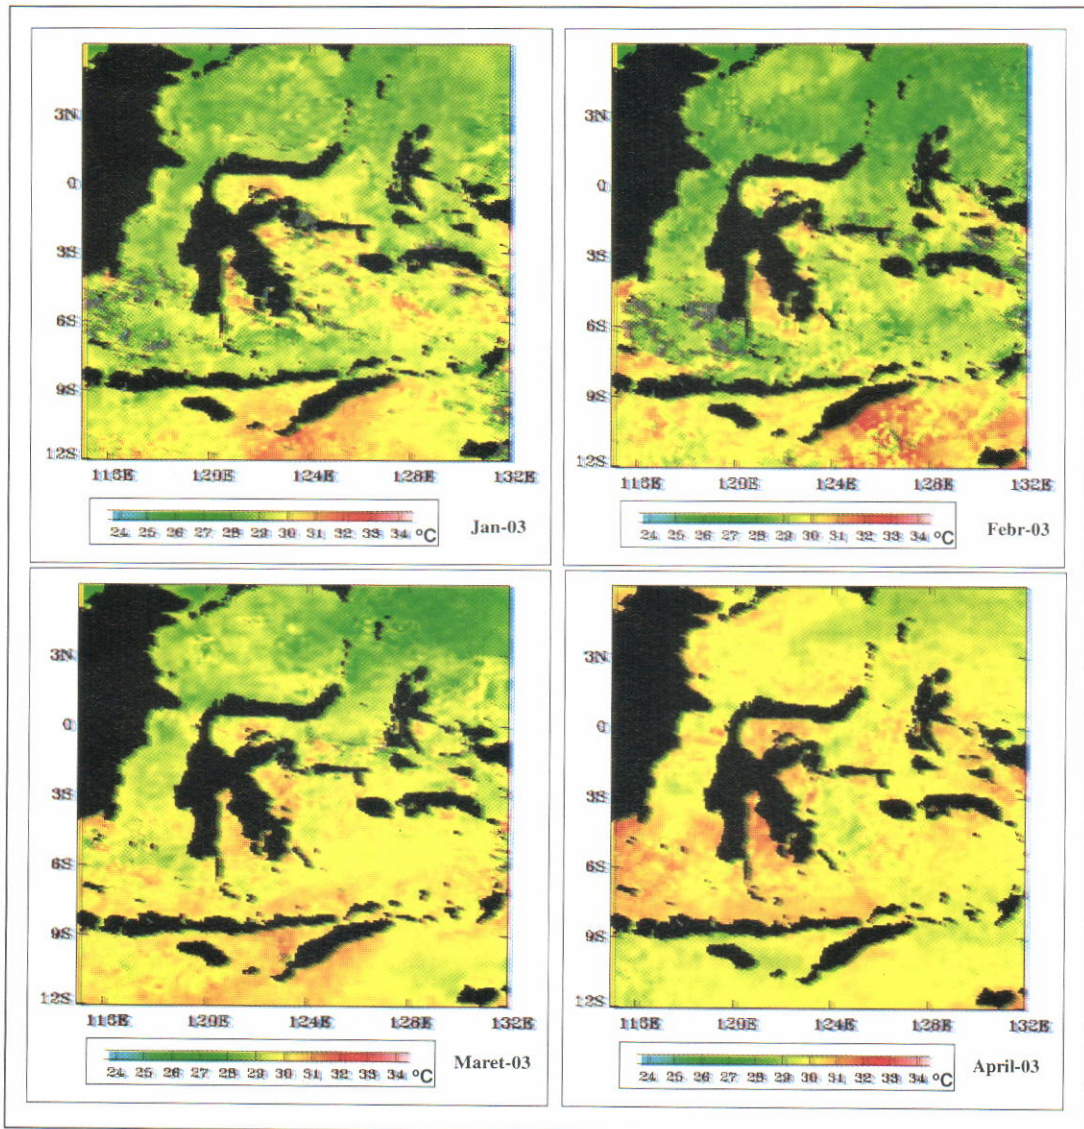 3N
0
3S
6S
9S
12S
116E 120E 124E 128E 132E
24 25 26 27 28 29 30 31 32 33 34 °C
Jan-03
3N
0
3S
6S
9S
12S
116E 120E 124E 128E 132E
24 25 26 27 28 29 30 31 32 33 34 °C
Febr-03
3N
0
3S
6S
9S
12S
116E 120E 124E 128E 132E
24 25 26 27 28 29 30 31 32 33 34 °C
Maret-03
3N
0
3S
6S
9S
12S
116E 120E 124E 128E 132E
24 25 26 27 28 29 30 31 32 33 34 °C
April-03